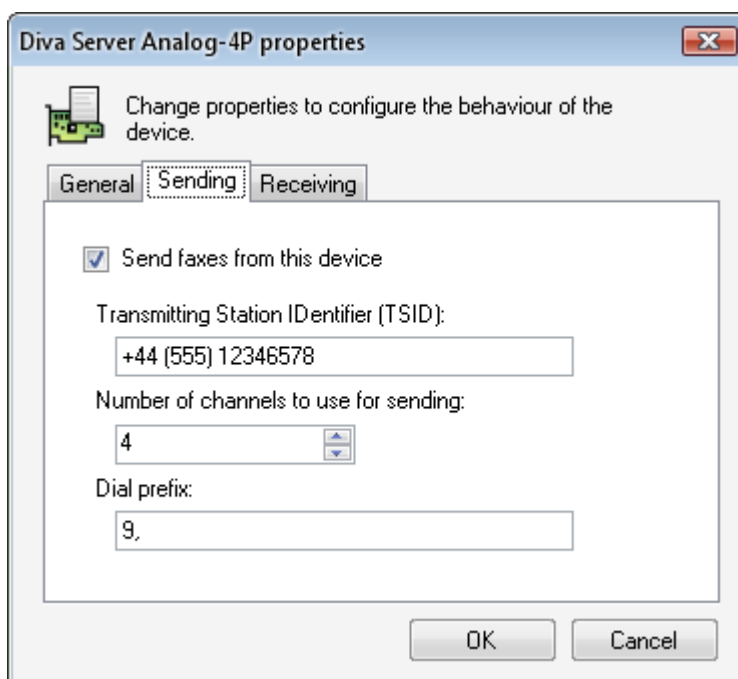 Diva Server Analog-4P properties
Change properties to configure the behaviour of the
device.
General Sending Receiving
Send faxes from this device
Transmitting Station IDentifier (TSID):
+44 (555) 12346578
Number of channels to use for sending:
4
Dial prefix:
9,
OK Cancel